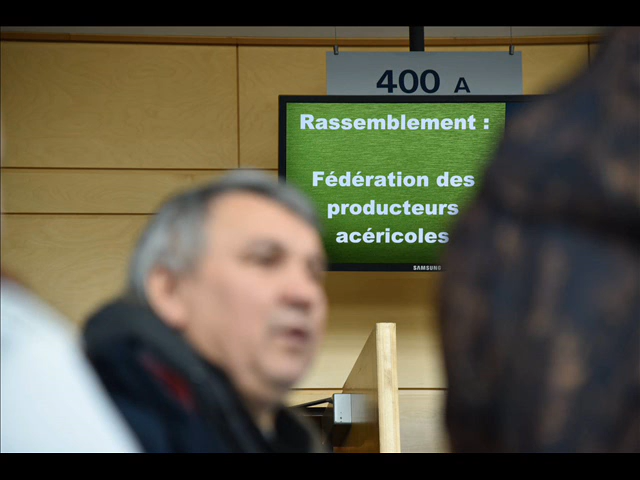 400 A
Rassemblement :
Fédération des
producteurs
acéricoles
SAMSUNG